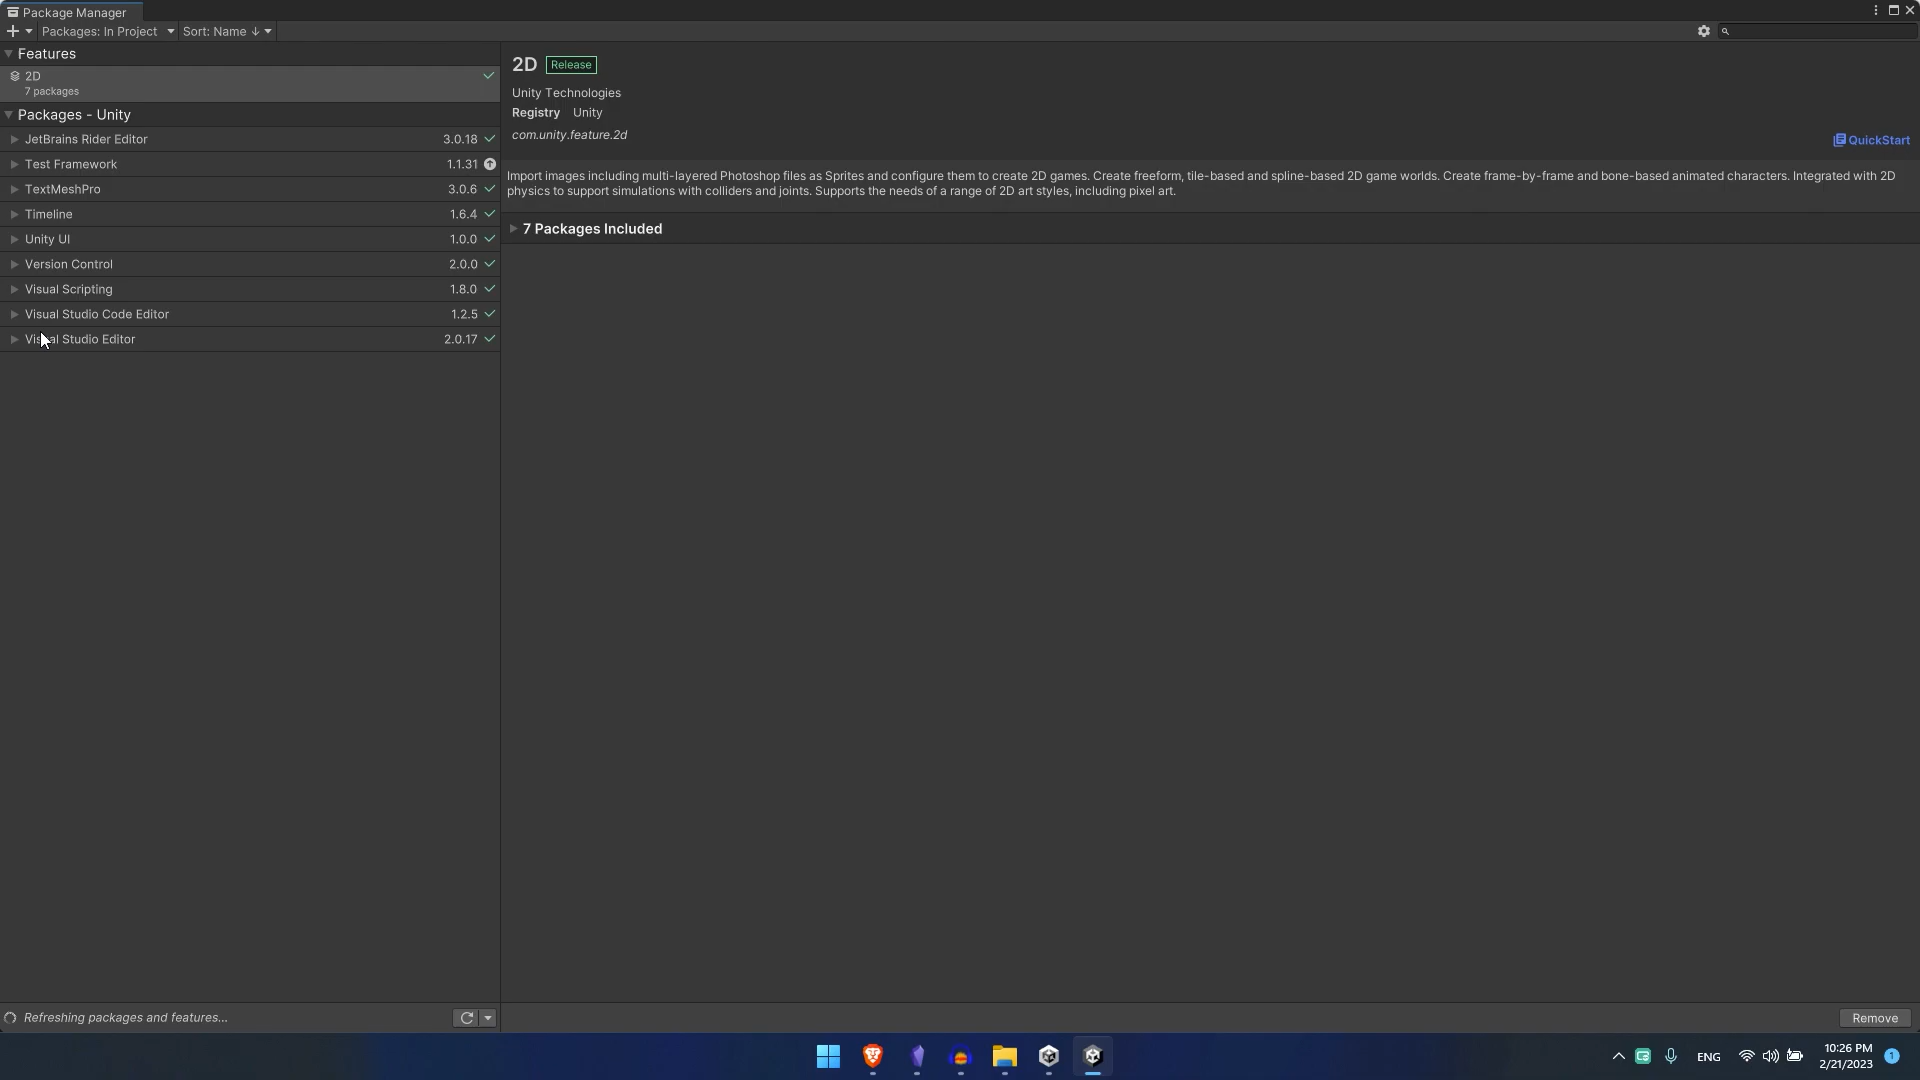 Package Manager
Packages: In Project
Sort: Name ↓
Features
2D
7 packages
Packages - Unity
JetBrains Rider Editor 3.0.18
Test Framework 1.1.31
TextMeshPro 3.0.6
Timeline 1.6.4
Unity UI 1.0.0
Version Control 2.0.0
Visual Scripting 1.8.0
Visual Studio Code Editor 1.2.5
Visual Studio Editor 2.0.17
Refreshing packages and features...
2D Release
Unity Technologies
Registry Unity
com.unity.feature.2d
QuickStart
Import images including multi-layered Photoshop files as Sprites and configure them to create 2D games. Create freeform, tile-based and spline-based 2D game worlds. Create frame-by-frame and bone-based animated characters. Integrated with 2D
physics to support simulations with colliders and joints. Supports the needs of a range of 2D art styles, including pixel art.
7 Packages Included
Remove
ENG
10:26 PM
2/21/2023
1